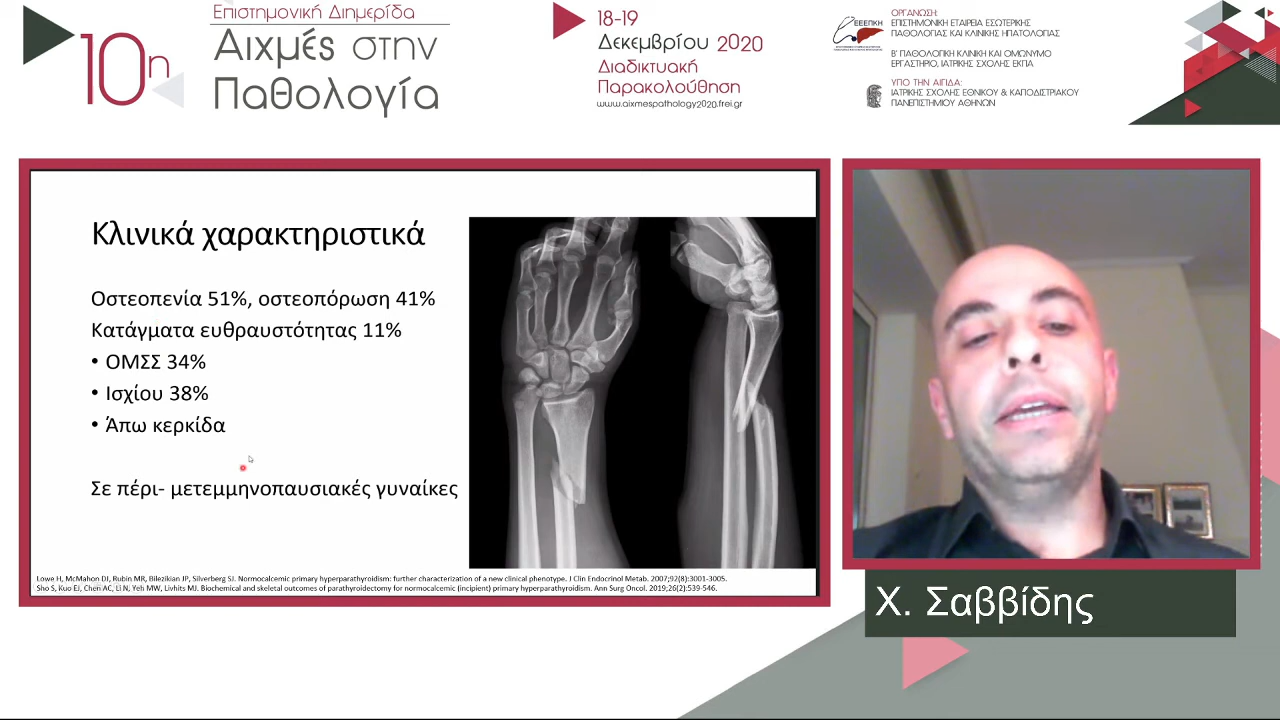 10η
Επιστημονική Διημερίδα
Αιχμές στην
Παθολογία
18-19
Δεκεμβρίου 2020
Διαδικτυακή
Παρακολούθηση
www.aixmespathology2020.frei.gr
ΕΕΕΠΚΗ
ΟΡΓΑΝΩΣΗ:
ΕΠΙΣΤΗΜΟΝΙΚΗ ΕΤΑΙΡΕΙΑ ΕΣΩΤΕΡΙΚΗΣ
ΠΑΘΟΛΟΓΙΑΣ ΚΑΙ ΚΛΙΝΙΚΗΣ ΗΠΑΤΟΛΟΓΙΑΣ
Β' ΠΑΘΟΛΟΓΙΚΗ ΚΛΙΝΙΚΗ ΚΑΙ ΟΜΩΝΥΜΟ
ΕΡΓΑΣΤΗΡΙΟ, ΙΑΤΡΙΚΗΣ ΣΧΟΛΗΣ ΕΚΠΑ
ΥΠΟ ΤΗΝ ΑΙΓΙΔΑ:
ΙΑΤΡΙΚΗΣ ΣΧΟΛΗΣ ΕΘΝΙΚΟΥ & ΚΑΠΟΔΙΣΤΡΙΑΚΟΥ
ΠΑΝΕΠΙΣΤΗΜΙΟΥ ΑΘΗΝΩΝ
Κλινικά χαρακτηριστικά
Οστεοπενία 51%, οστεοπόρωση 41%
Κατάγματα ευθραυστότητας 11%
• ΟΜΣΣ 34%
• Ισχίου 38%
• Άπω κερκίδα
Σε πέρι- μετεμμηνοπαυσιακές γυναίκες
Lowe H, McMahon DJ, Rubin MR, Bilezikian JP, Silverberg SJ. Normocalcemic primary hyperparathyroidism: further characterization of a new clinical phenotype. J Clin Endocrinol Metab. 2007;92(8):3001-3005.
Sho S, Kuo EJ, Chen AC, Li N, Yeh MW, Livhits MJ. Biochemical and skeletal outcomes of parathyroidectomy for normocalcemic (incipient) primary hyperparathyroidism. Ann Surg Oncol. 2019;26(2):539-546.
Χ. Σαββίδης